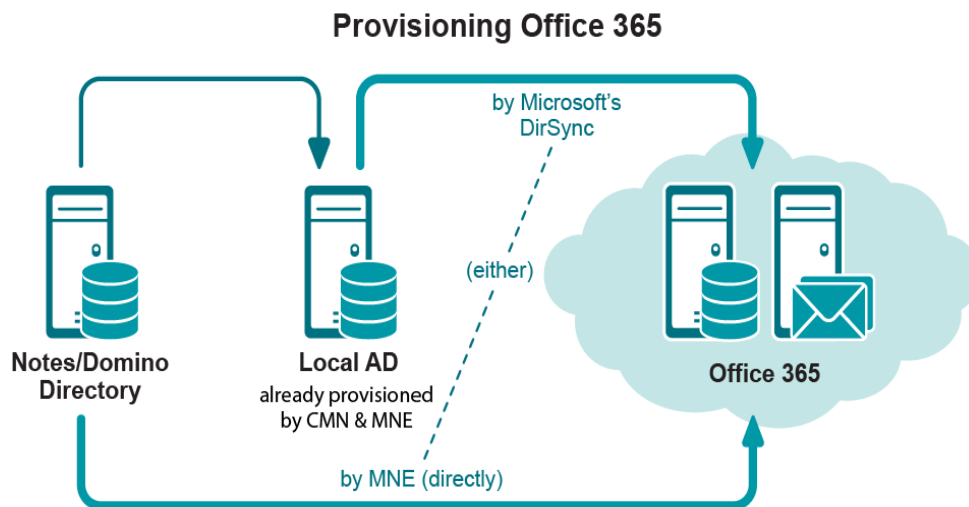 Provisioning Office 365
by Microsoft's
DirSync
(either)
Notes/Domino
Directory
Local AD
already provisioned
by CMN & MNE
Office 365
by MNE (directly)